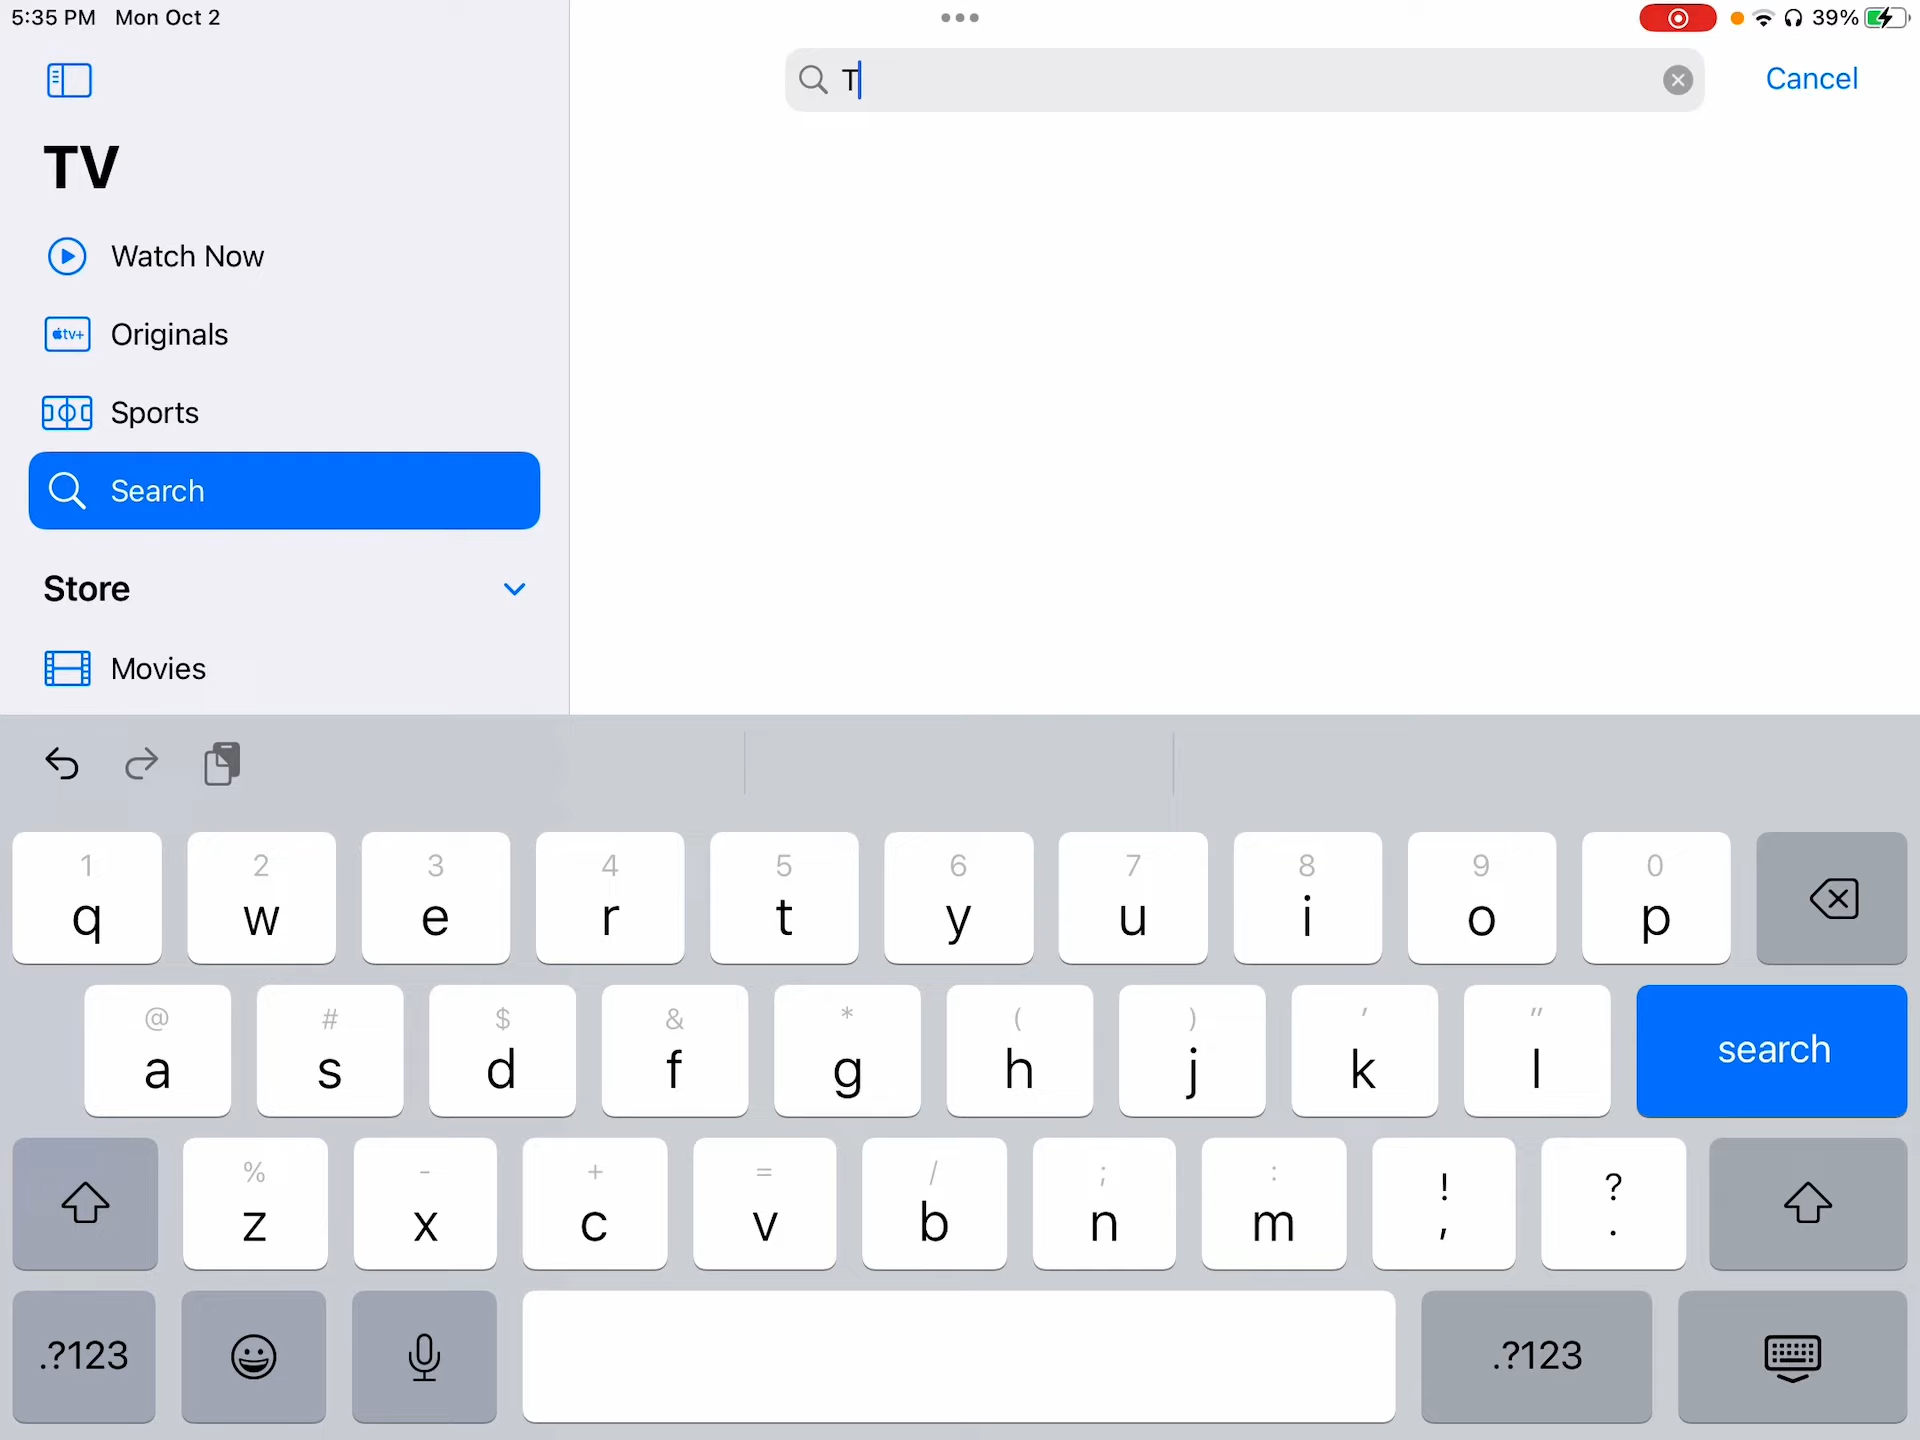 5:35 PM Mon Oct 2
39%
T
Cancel
TV
Watch Now
tv+ Originals
Sports
Search
Store
Movies
1 2 3 4 5 6 7 8 9 0
q w e r t y u i o p
@ # $ & * ( ) ' "
a s d f g h j k l search
% - + = / ; : ! ?
z x c v b n m , .
.?123 .?123